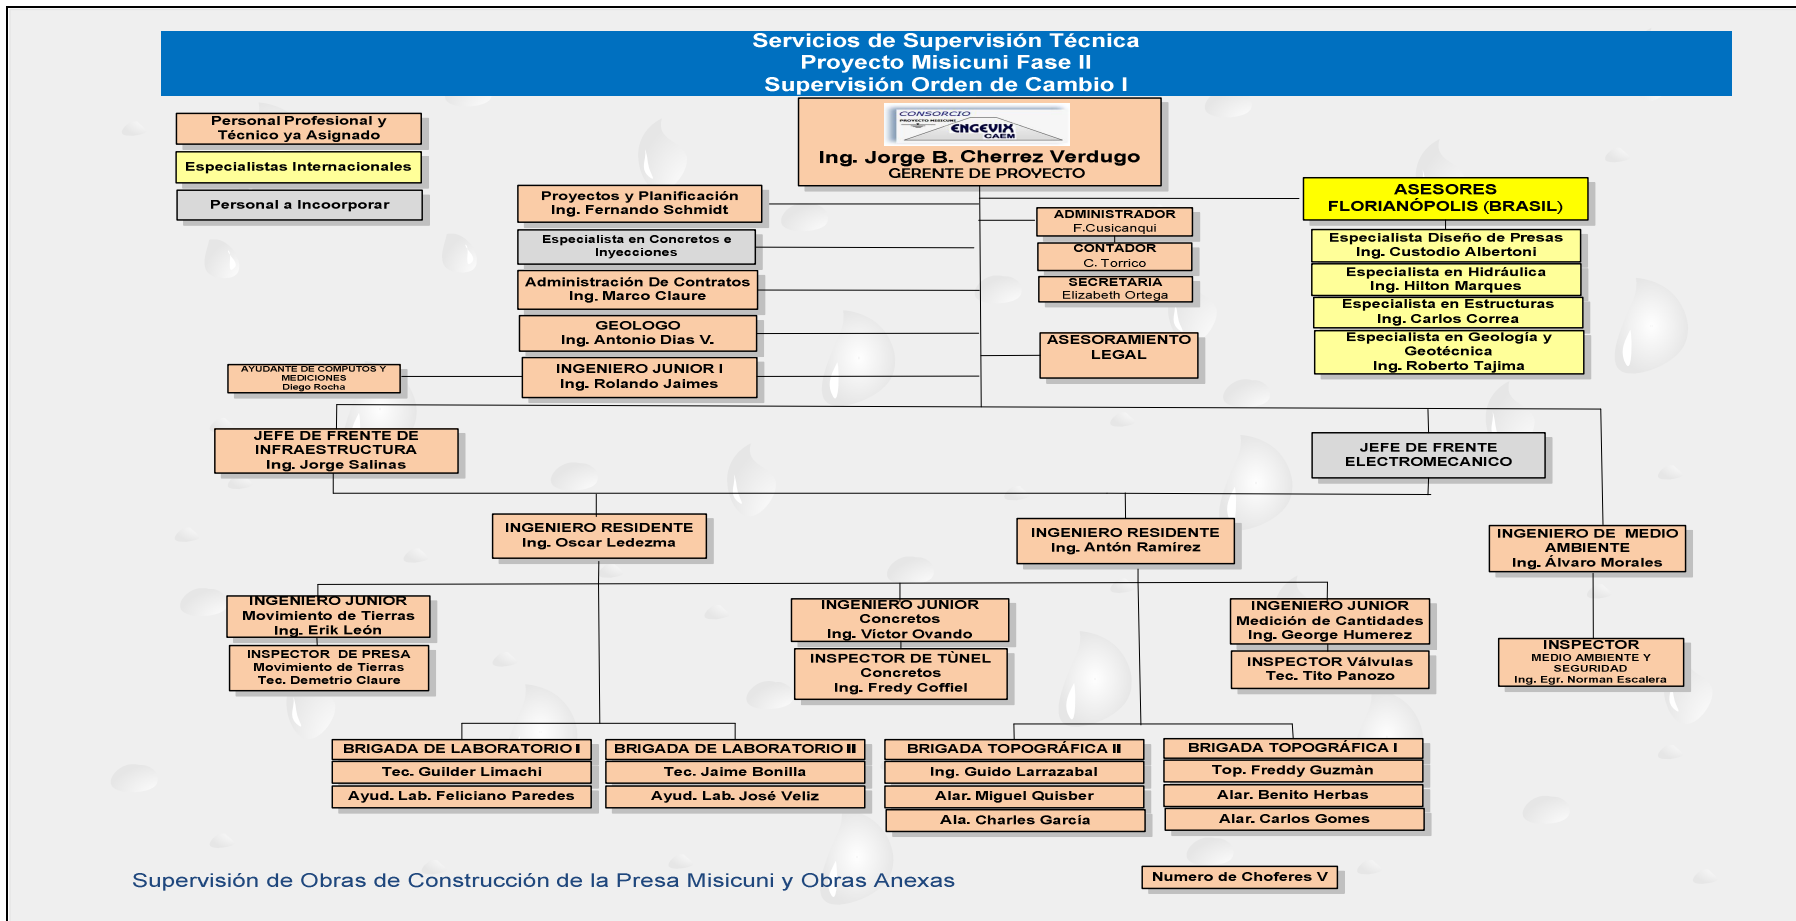 Servicios de Supervisión Técnica
Proyecto Misicuni Fase II
Supervisión Orden de Cambio I
Personal Profesional y
Técnico ya Asignado
Especialistas Internacionales
Personal a Incoorporar
CONSORCIO
PROYECTO MISICUNI
ENGEVIX
CAEM
Ing. Jorge B. Cherrez Verdugo
GERENTE DE PROYECTO
Proyectos y Planificación
Ing. Fernando Schmidt
Especialista en Concretos e
Inyecciones
Administración De Contratos
Ing. Marco Claure
GEOLOGO
Ing. Antonio Dias V.
INGENIERO JUNIOR I
Ing. Rolando Jaimes
AYUDANTE DE COMPUTOS Y
MEDICIONES
Diego Rocha
ADMINISTRADOR
F.Cusicanqui
CONTADOR
C. Torrico
SECRETARIA
Elizabeth Ortega
ASESORAMIENTO
LEGAL
ASESORES
FLORIANÓPOLIS (BRASIL)
Especialista Diseño de Presas
Ing. Custodio Albertoni
Especialista en Hidráulica
Ing. Hilton Marques
Especialista en Estructuras
Ing. Carlos Correa
Especialista en Geología y
Geotécnica
Ing. Roberto Tajima
JEFE DE FRENTE DE
INFRAESTRUCTURA
Ing. Jorge Salinas
JEFE DE FRENTE
ELECTROMECANICO
INGENIERO RESIDENTE
Ing. Oscar Ledezma
INGENIERO RESIDENTE
Ing. Antón Ramírez
INGENIERO DE MEDIO
AMBIENTE
Ing. Álvaro Morales
INGENIERO JUNIOR
Movimiento de Tierras
Ing. Erik León
INSPECTOR DE PRESA
Movimiento de Tierras
Tec. Demetrio Claure
INGENIERO JUNIOR
Concretos
Ing. Víctor Ovando
INSPECTOR DE TÙNEL
Concretos
Ing. Fredy Coffiel
INGENIERO JUNIOR
Medición de Cantidades
Ing. George Humerez
INSPECTOR Válvulas
Tec. Tito Panozo
INSPECTOR
MEDIO AMBIENTE Y
SEGURIDAD
Ing. Egr. Norman Escalera
BRIGADA DE LABORATORIO I
Tec. Guilder Limachi
Ayud. Lab. Feliciano Paredes
BRIGADA DE LABORATORIO II
Tec. Jaime Bonilla
Ayud. Lab. José Veliz
BRIGADA TOPOGRÁFICA II
Ing. Guido Larrazabal
Alar. Miguel Quisber
Ala. Charles García
BRIGADA TOPOGRÁFICA I
Top. Freddy Guzmàn
Alar. Benito Herbas
Alar. Carlos Gomes
Supervisión de Obras de Construcción de la Presa Misicuni y Obras Anexas
Numero de Choferes V